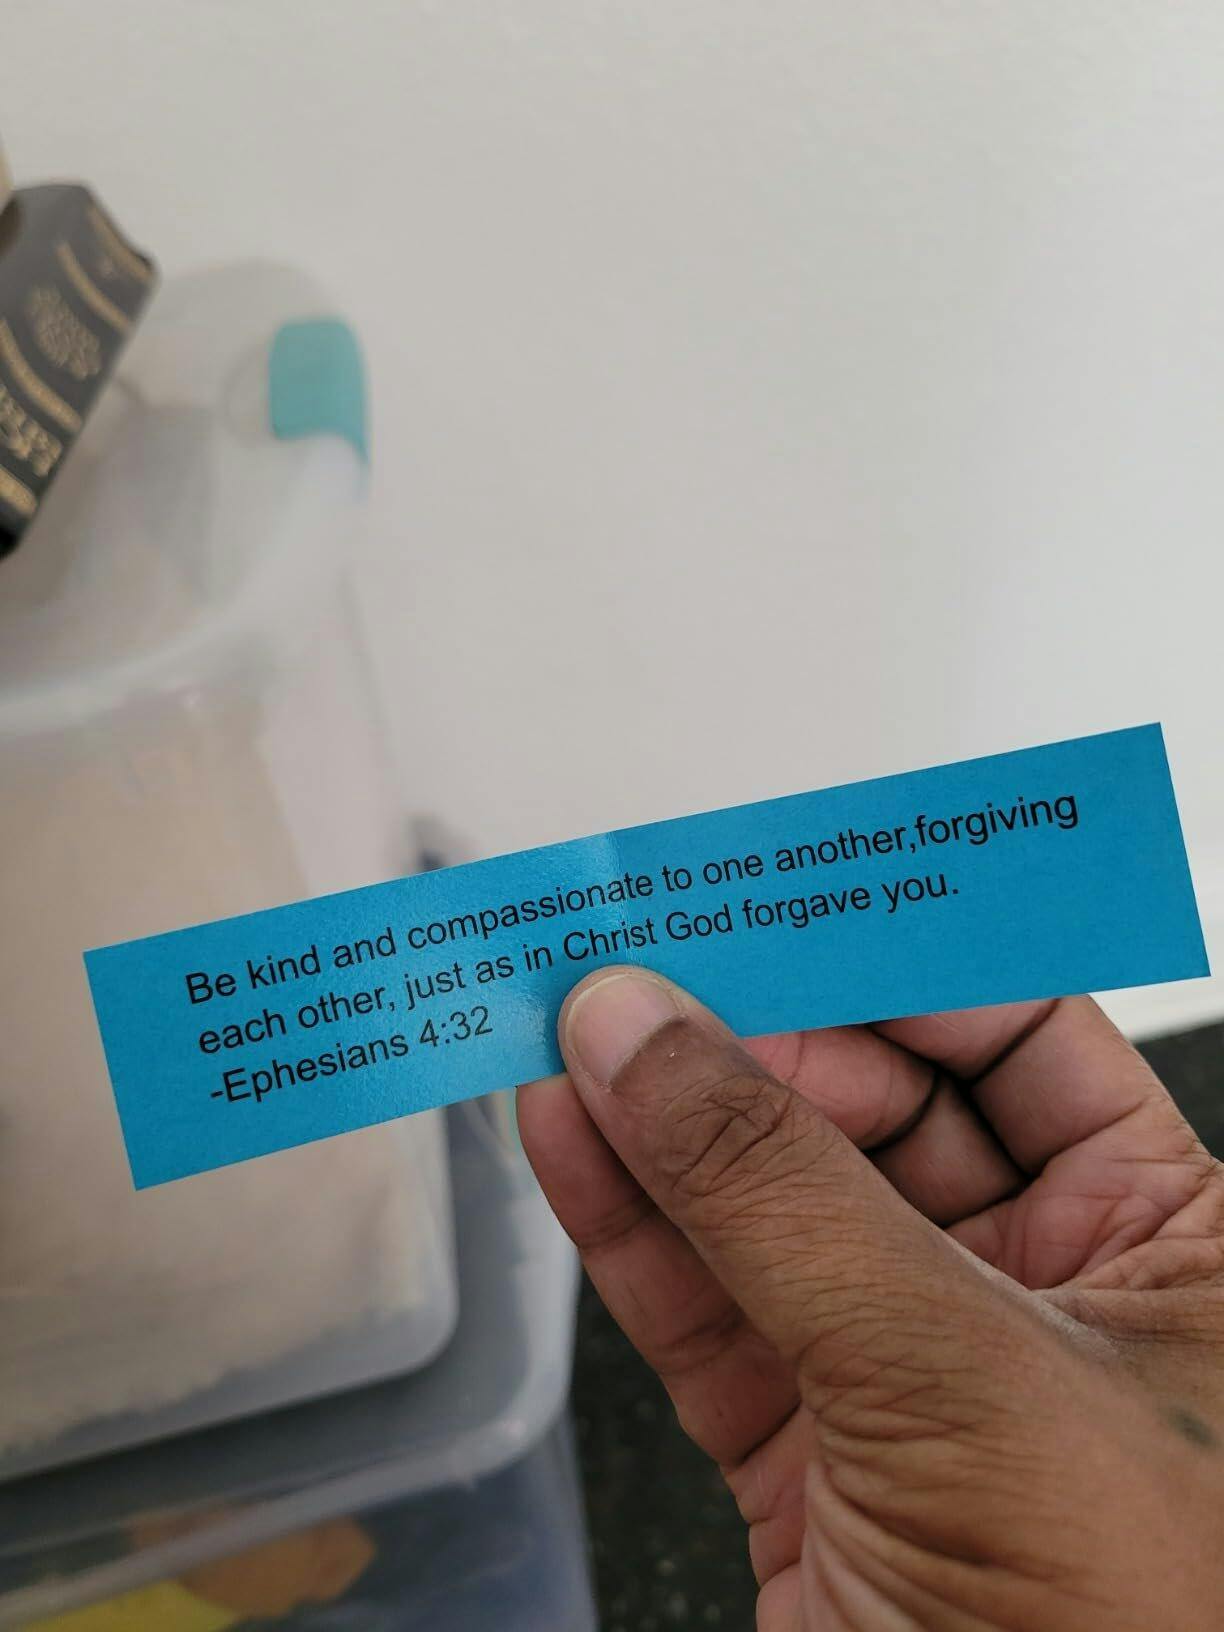 Be kind and compassionate to one another,forgiving
each other, just as in Christ God forgave you.
-Ephesians 4:32